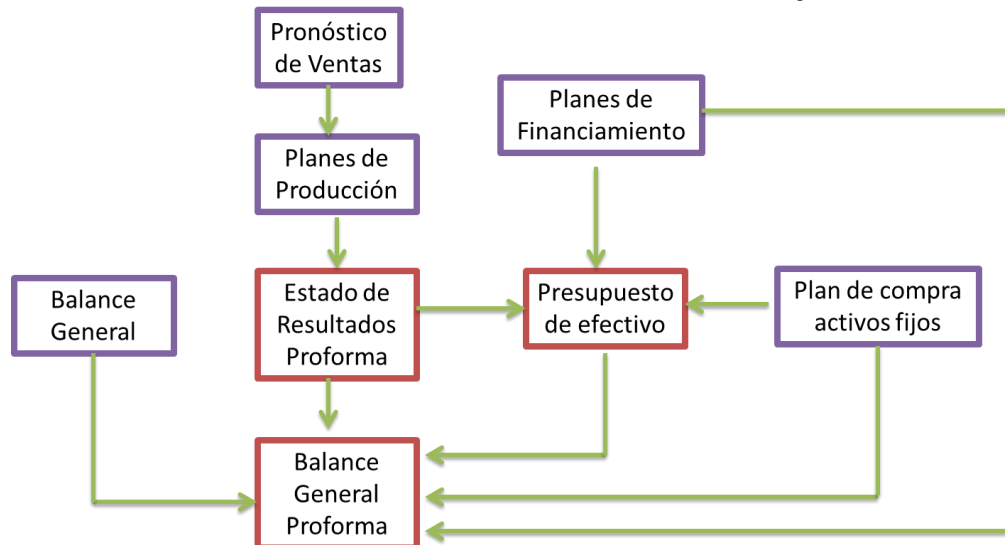 Pronóstico
de Ventas
Planes de
Financiamiento
Planes de
Producción
Balance
General
Estado de
Resultados
Proforma
Presupuesto
de efectivo
Plan de compra
activos fijos
Balance
General
Proforma